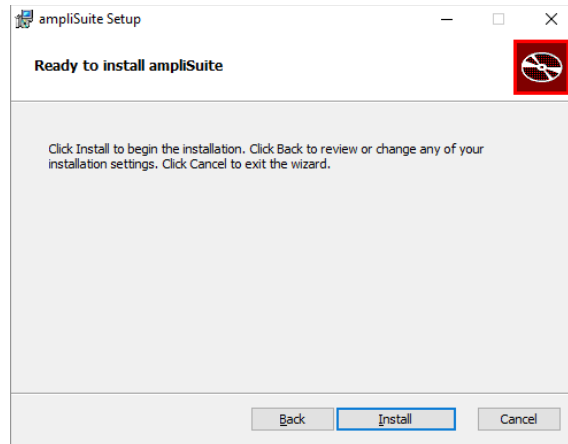 ampliSuite Setup
Ready to install ampliSuite
Click Install to begin the installation. Click Back to review or change any of your
installation settings. Click Cancel to exit the wizard.
Back
Install
Cancel